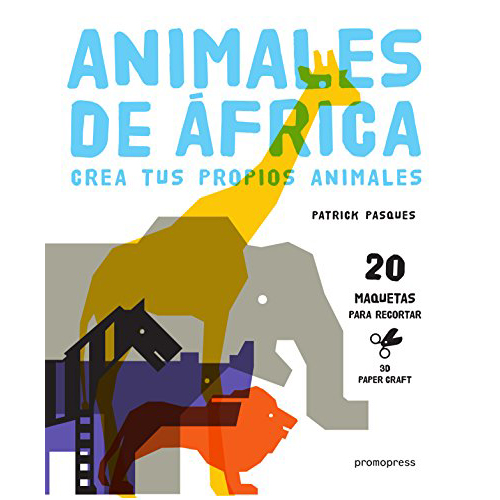 ANIMALES
DE ÁFRICA
CREA TUS PROPIOS ANIMALES
PATRICK PASQUES
20
MAQUETAS
PARA RECORTAR
3D
PAPER CRAFT
promopress